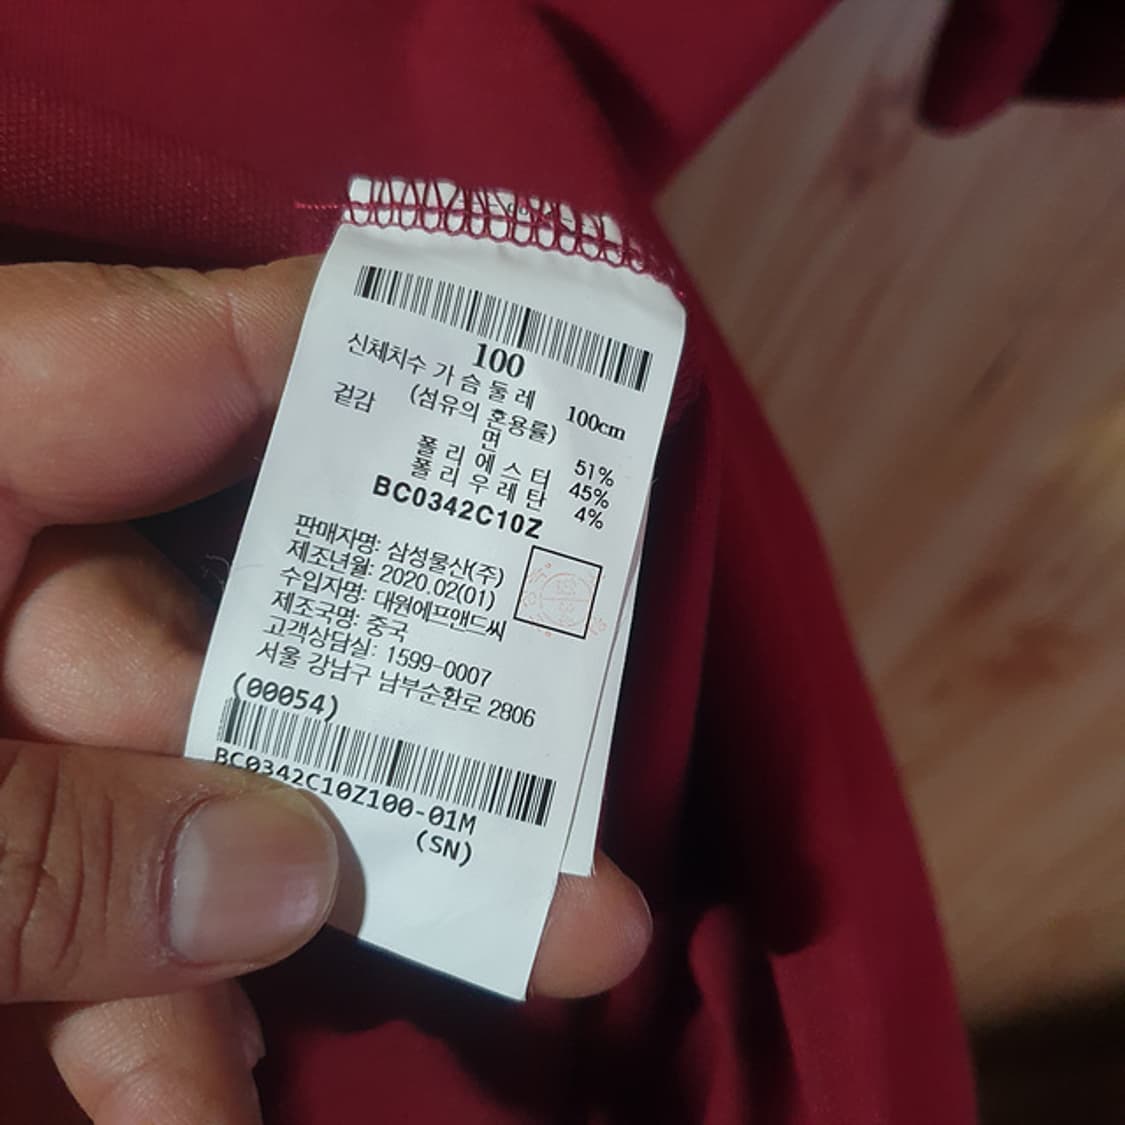 100
신체치수 가슴둘레 100cm
겉감 (섬유의 혼용률)
면 51%
폴리에스터 45%
폴리우레탄 4%
BC0342C10Z
판매자명: 삼성물산(주)
제조년월: 2020.02(01)
수입자명: 대원에프앤드씨
제조국명: 중국
고객상담실: 1599-0007
서울 강남구 남부순환로 2806
(00054)
BC0342C10Z100-01M
(SN)